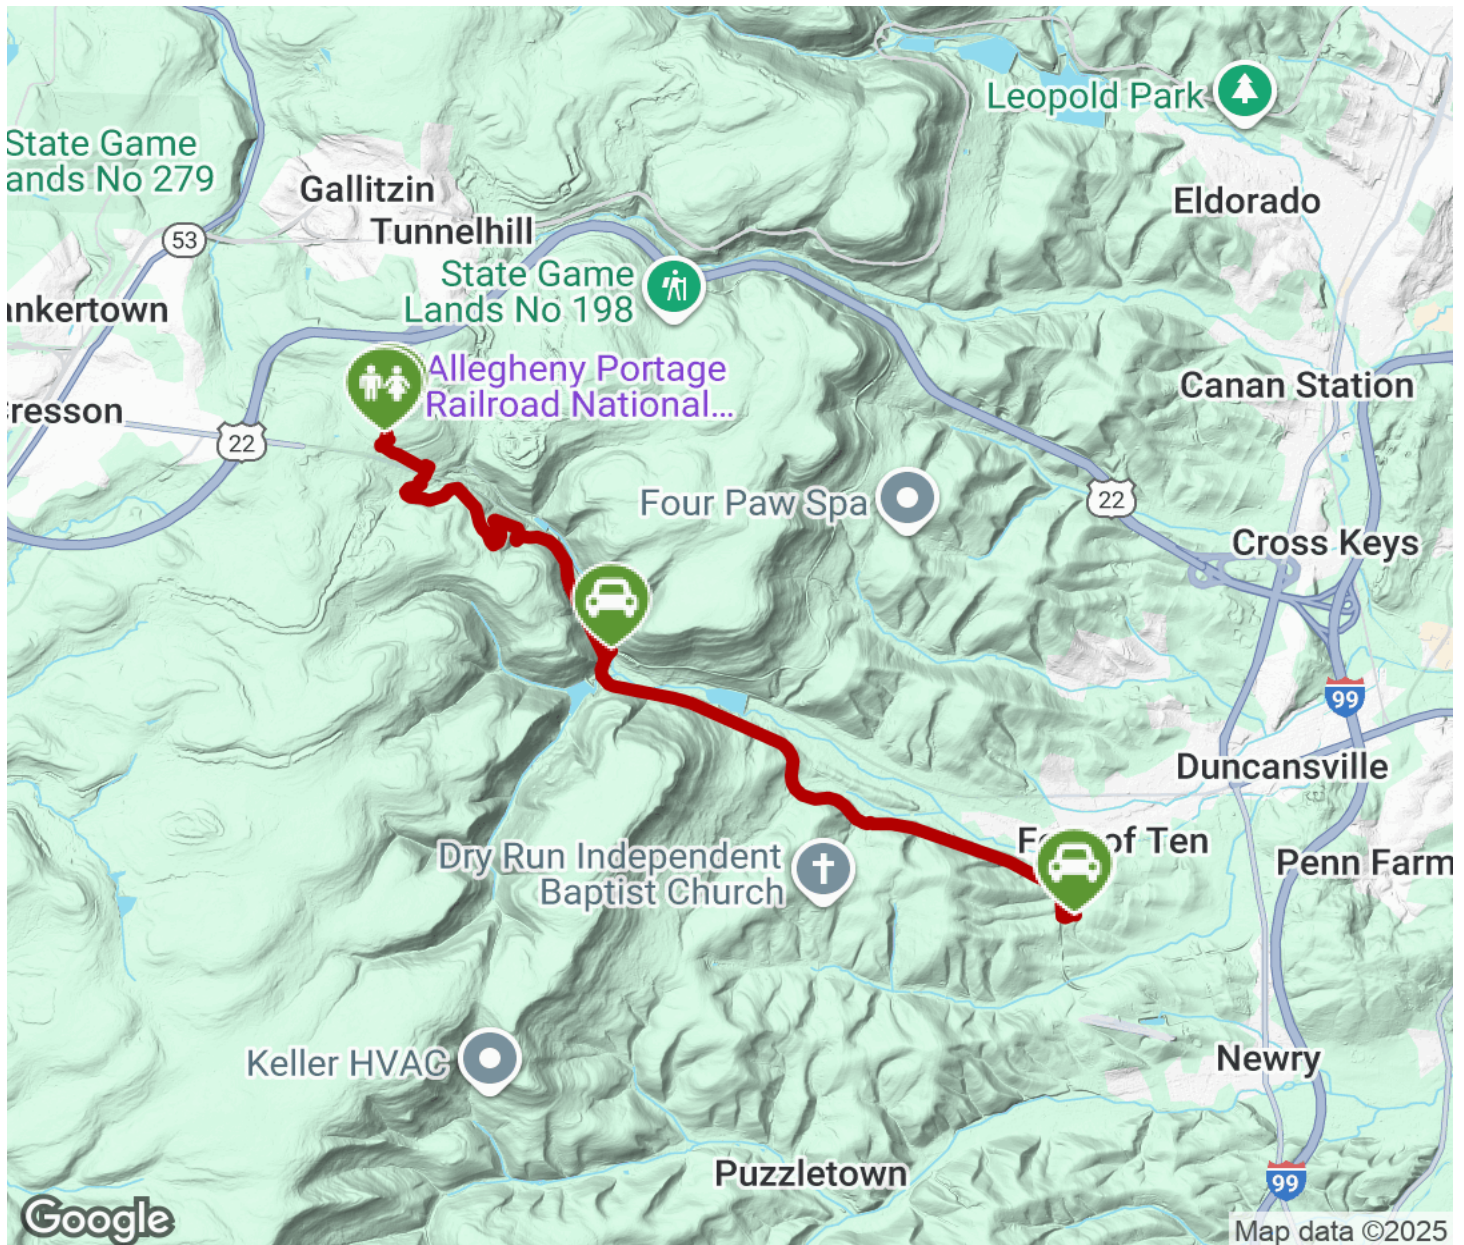 Leopold Park
State Game
ands No 279
Gallitzin
Eldorado
Tunnelhill
53
State Game
Lands No 198
ankertown
Allegheny Portage
Railroad National...
Canan Station
Cresson
22
Four Paw Spa
22
Cross Keys
99
Duncansville
of Ten
Dry Run Independent
Baptist Church
Penn Farm
Keller HVAC
Newry
Puzzletown
99
Google
Map data ©2025